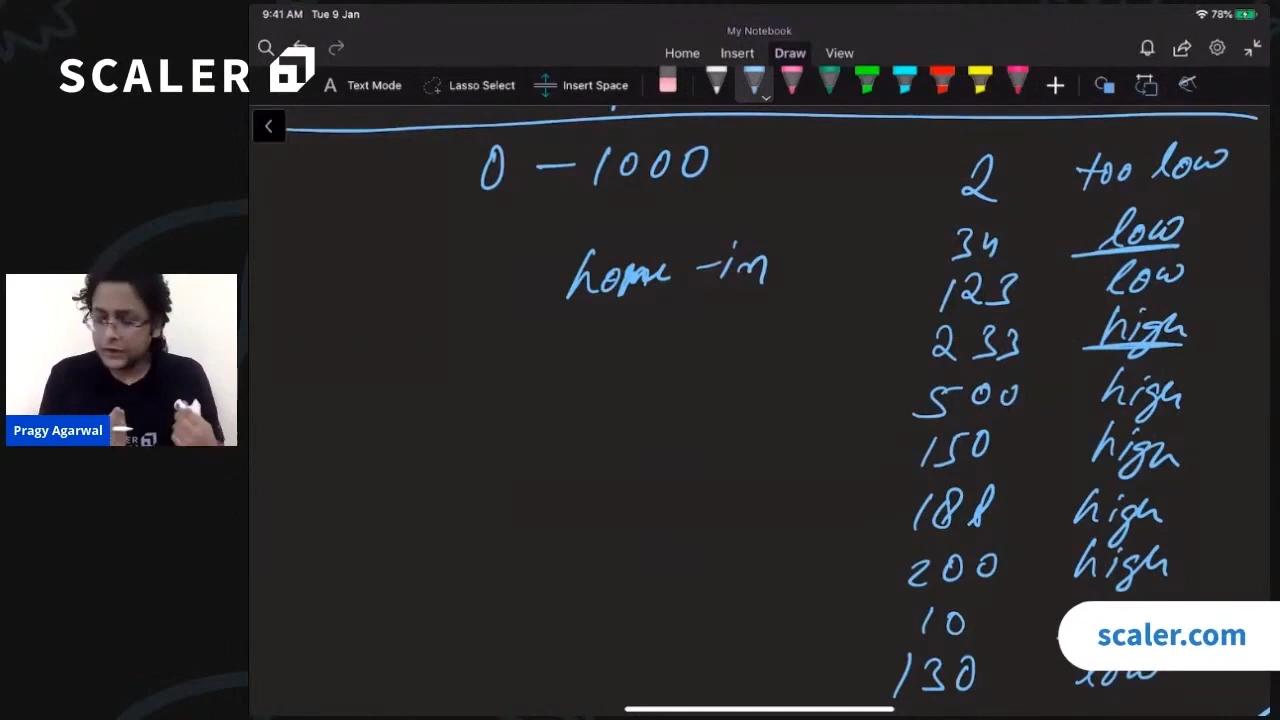 9:41 AM Tue 9 Jan
78%
My Notebook
Home Insert Draw View
SCALER
A Text Mode Lasso Select Insert Space
0 - 1000
2 too low
34 low
home-in
123 low
233 high
500 high
Pragy Agarwal
150 high
188 high
200 high
10
scaler.com
130 low